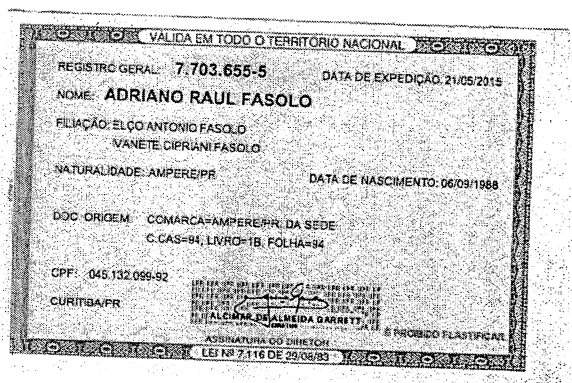 VÁLIDA EM TODO O TERRITÓRIO NACIONAL
REGISTRO GERAL: 7.703.655-5 DATA DE EXPEDIÇÃO: 21/05/2015
NOME: ADRIANO RAUL FASOLO
FILIAÇÃO: ELÇO ANTONIO FASOLO
IVANETE CIPRIANI FASOLO
NATURALIDADE: AMPERE/PR DATA DE NASCIMENTO: 06/09/1988
DOC. ORIGEM: COMARCA=AMPERE/PR, DA SEDE
C.CAS=94, LIVRO=1B, FOLHA=94
CPF: 045.132.099-92
CURITIBA/PR
ALCIMAR DE ALMEIDA GARRETT
DIRETOR
É PROIBIDO PLASTIFICAR
ASSINATURA DO DIRETOR
LEI Nº 7.116 DE 29/08/83